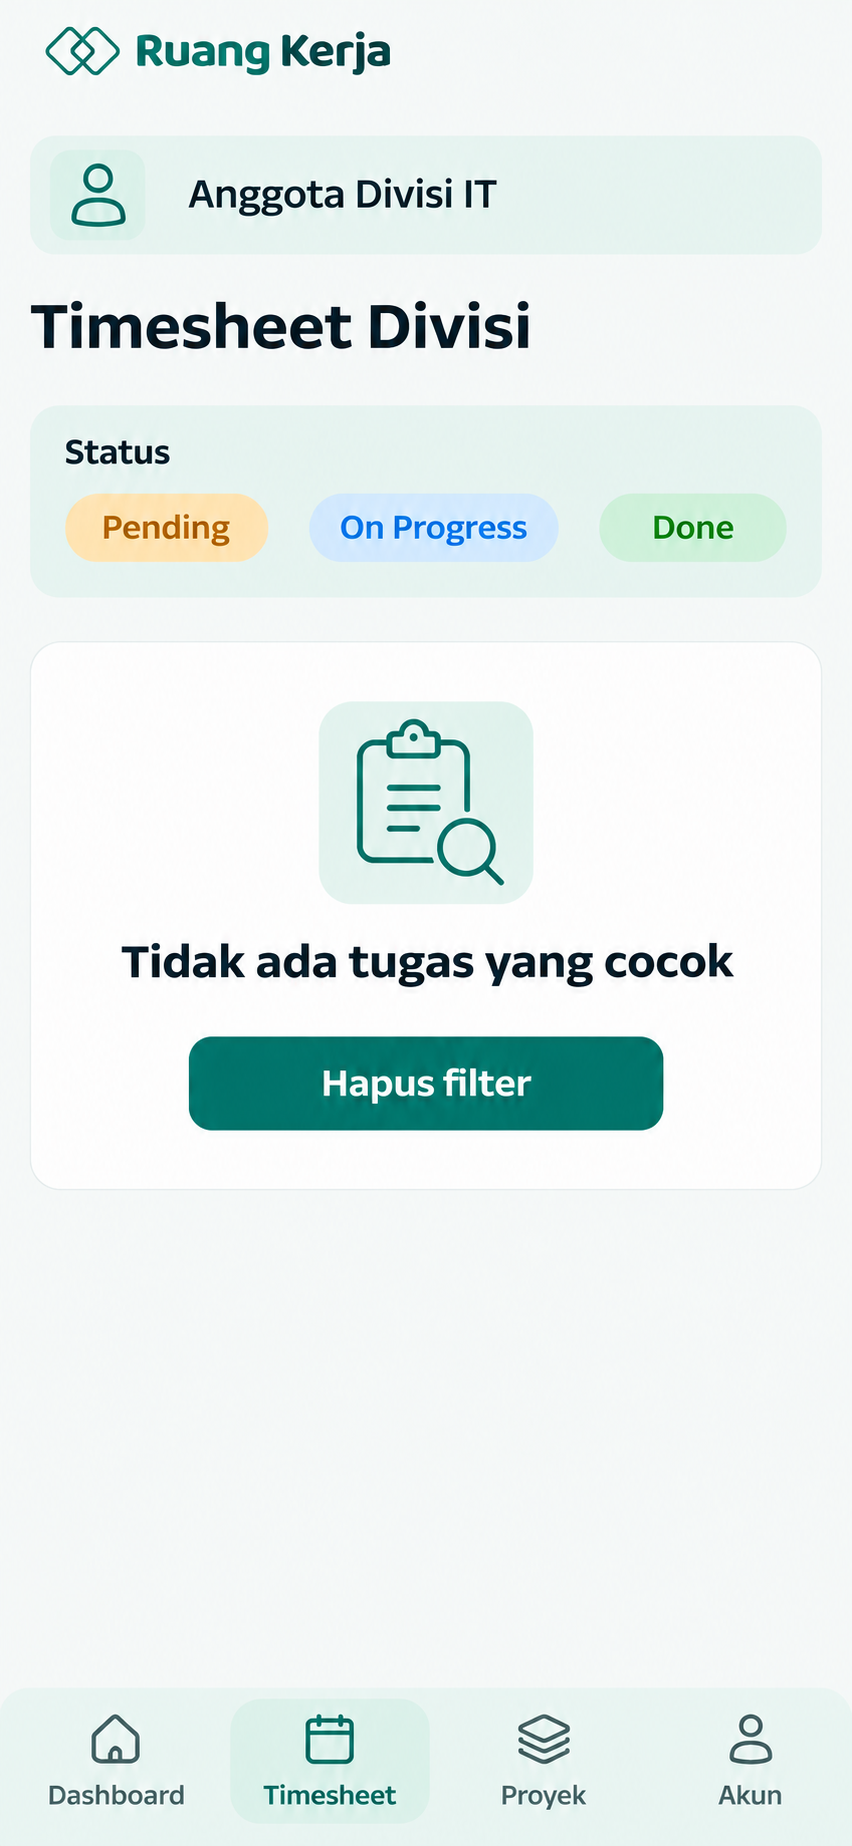 Ruang Kerja
Anggota Divisi IT
Timesheet Divisi
Status
Pending On Progress Done
Tidak ada tugas yang cocok
Hapus filter
Dashboard Timesheet Proyek Akun